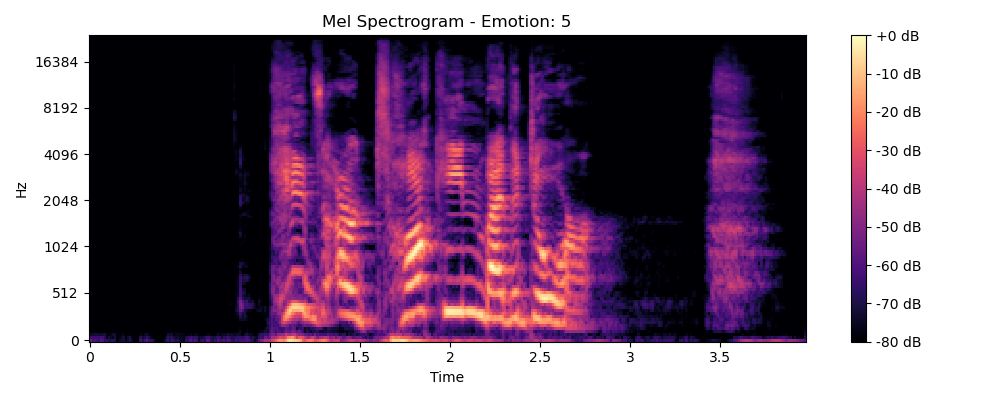 Mel Spectrogram - Emotion: 5
Hz
16384
8192
4096
2048
1024
512
0
0 0.5 1 1.5 2 2.5 3 3.5
Time
+0 dB
-10 dB
-20 dB
-30 dB
-40 dB
-50 dB
-60 dB
-70 dB
-80 dB